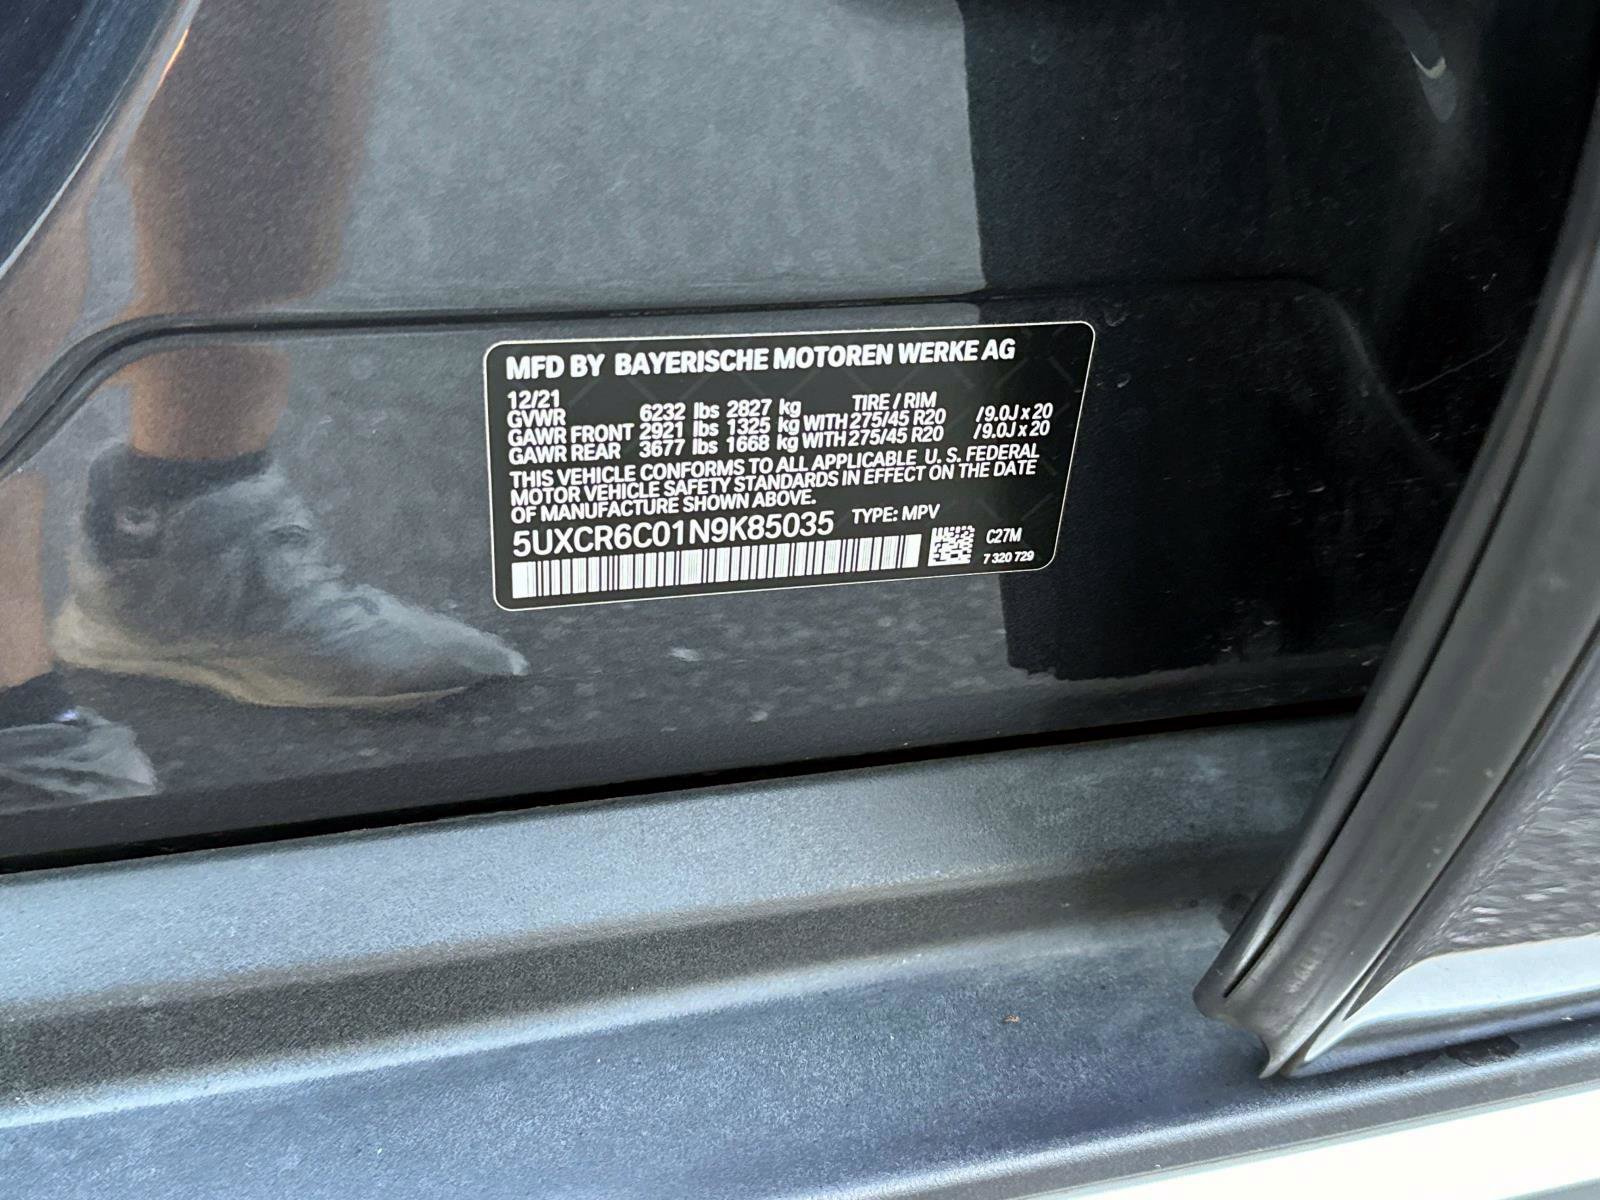 MFD BY BAYERISCHE MOTOREN WERKE AG
12/21 TIRE / RIM
GVWR 6232 lbs 2827 kg
GAWR FRONT 2921 lbs 1325 kg WITH 275/45 R20 / 9.0J x 20
GAWR REAR 3677 lbs 1668 kg WITH 275/45 R20 / 9.0J x 20
THIS VEHICLE CONFORMS TO ALL APPLICABLE U. S. FEDERAL
MOTOR VEHICLE SAFETY STANDARDS IN EFFECT ON THE DATE
OF MANUFACTURE SHOWN ABOVE.
5UXCR6C01N9K85035 TYPE: MPV
C27M
7 320 729